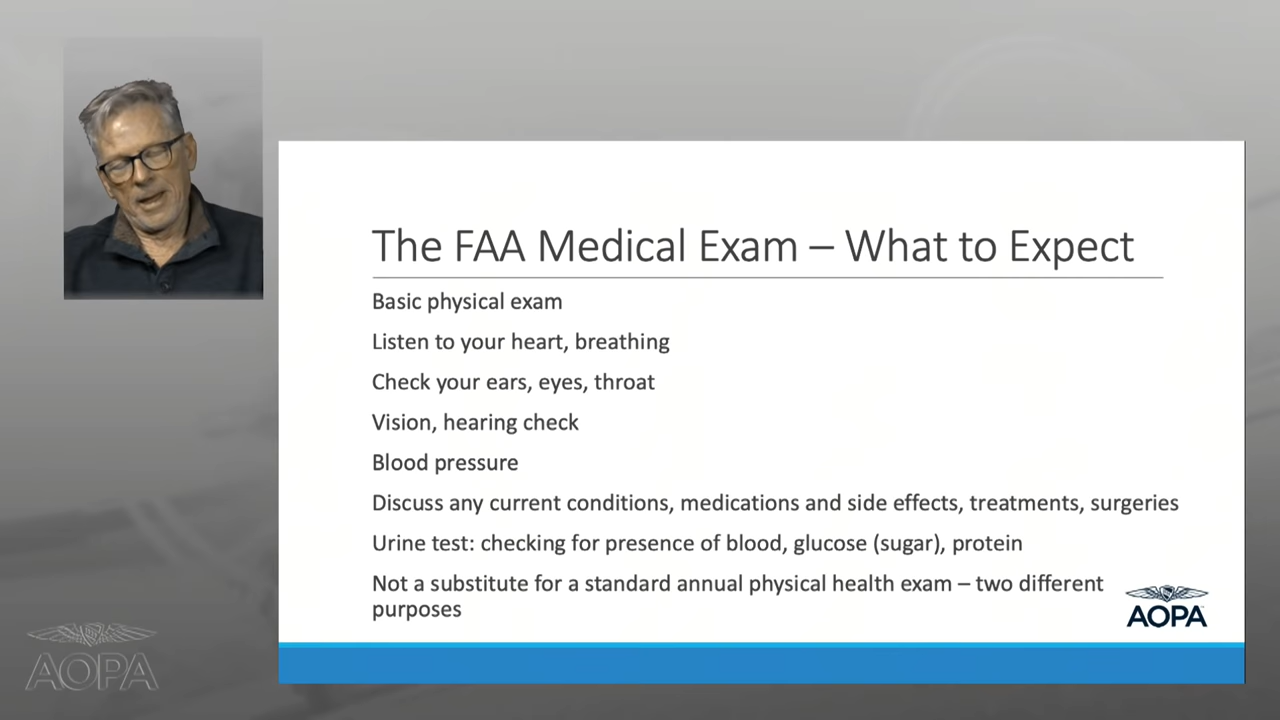 The FAA Medical Exam – What to Expect
Basic physical exam
Listen to your heart, breathing
Check your ears, eyes, throat
Vision, hearing check
Blood pressure
Discuss any current conditions, medications and side effects, treatments, surgeries
Urine test: checking for presence of blood, glucose (sugar), protein
Not a substitute for a standard annual physical health exam – two different
purposes
AOPA
AOPA